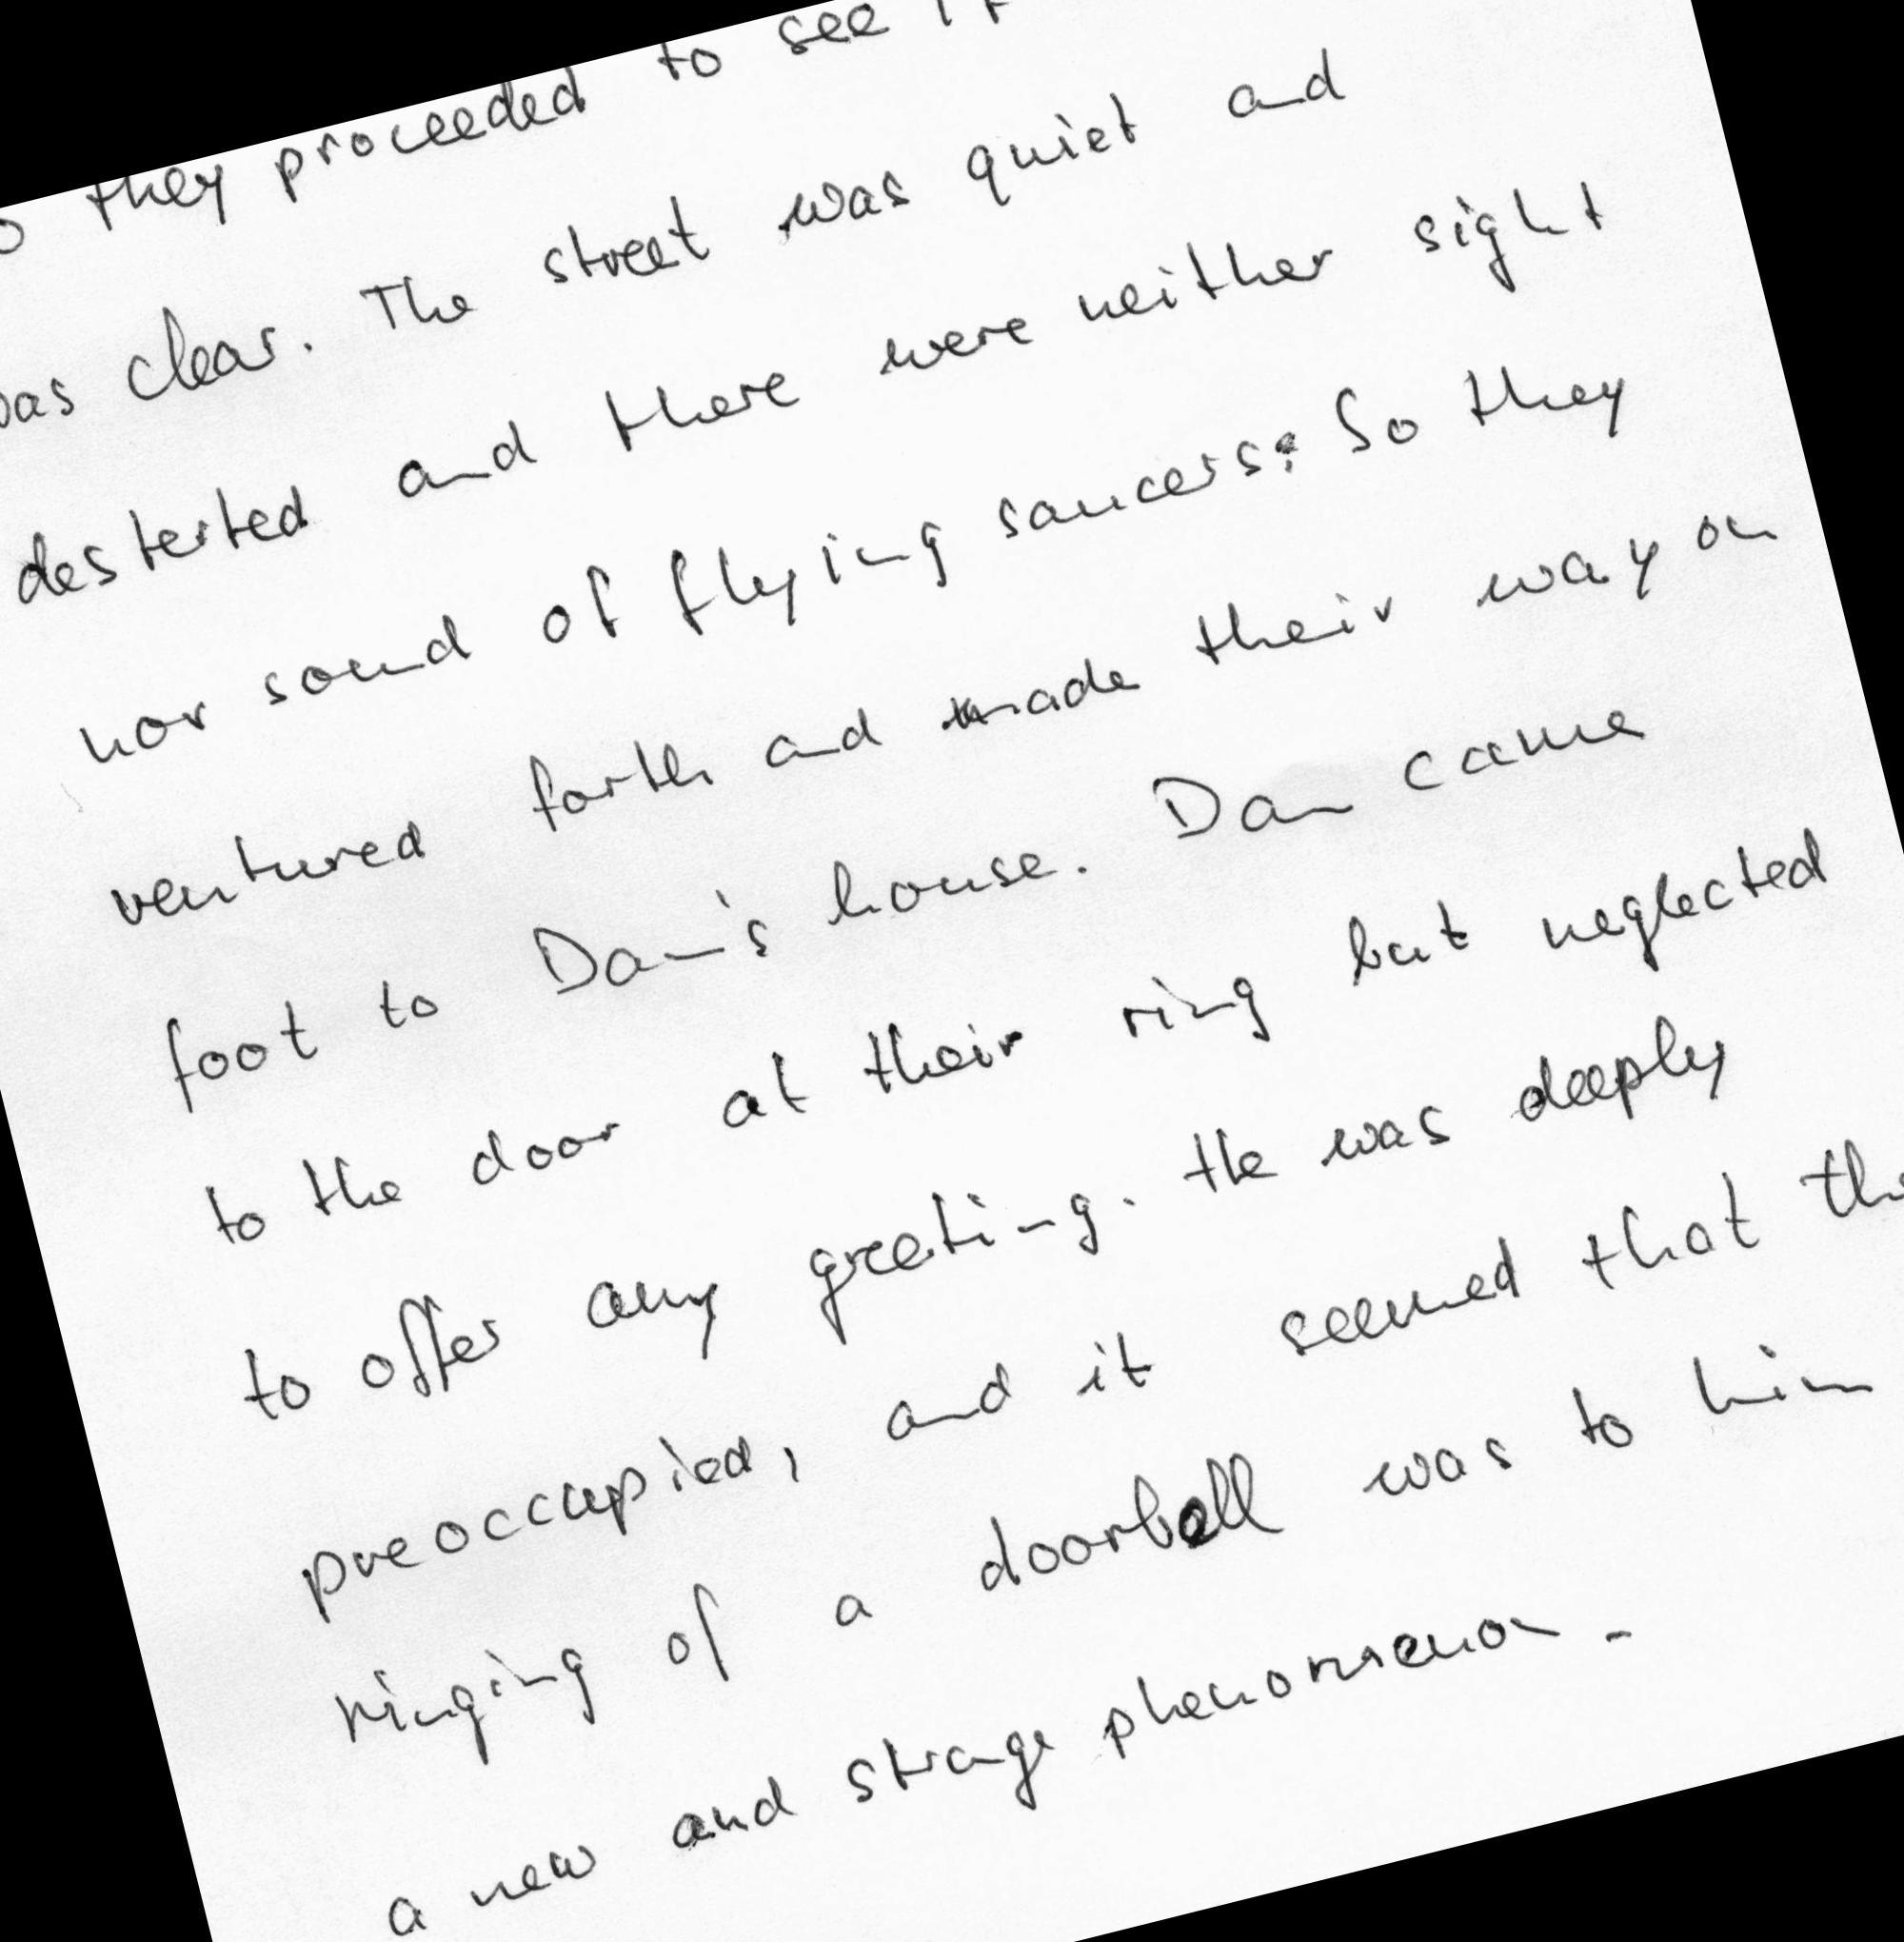 they proceeded to see if
was clear. The street was quiet and
desterted and there were neither sight
nor sound of flying saucers. So they
ventured forth and made their way on
foot to Dan's house. Dan came
to the door at their ring but neglected
to offer any greeting. He was deeply
preoccupied, and it seemed that the
ringing of a doorbell was to him
a new and strange phenomenon.